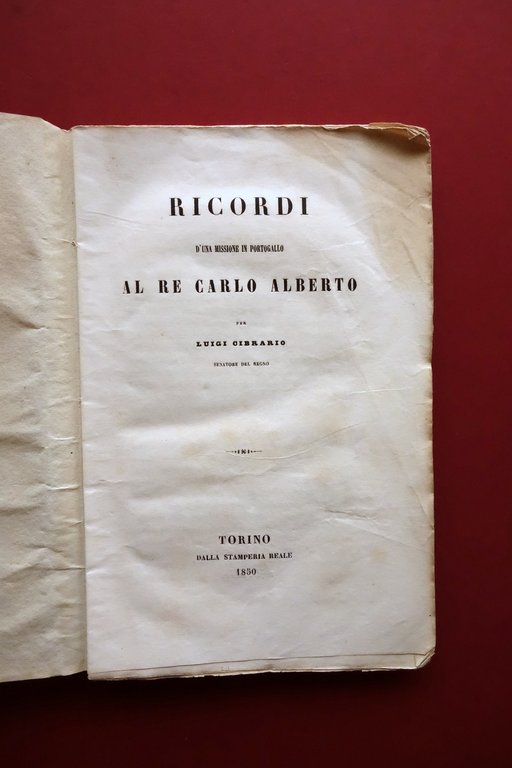 RICORDI
D'UNA MISSIONE IN PORTOGALLO
AL RE CARLO ALBERTO
PER
LUIGI CIBRARIO
SENATORE DEL REGNO
TORINO
DALLA STAMPERIA REALE
1850